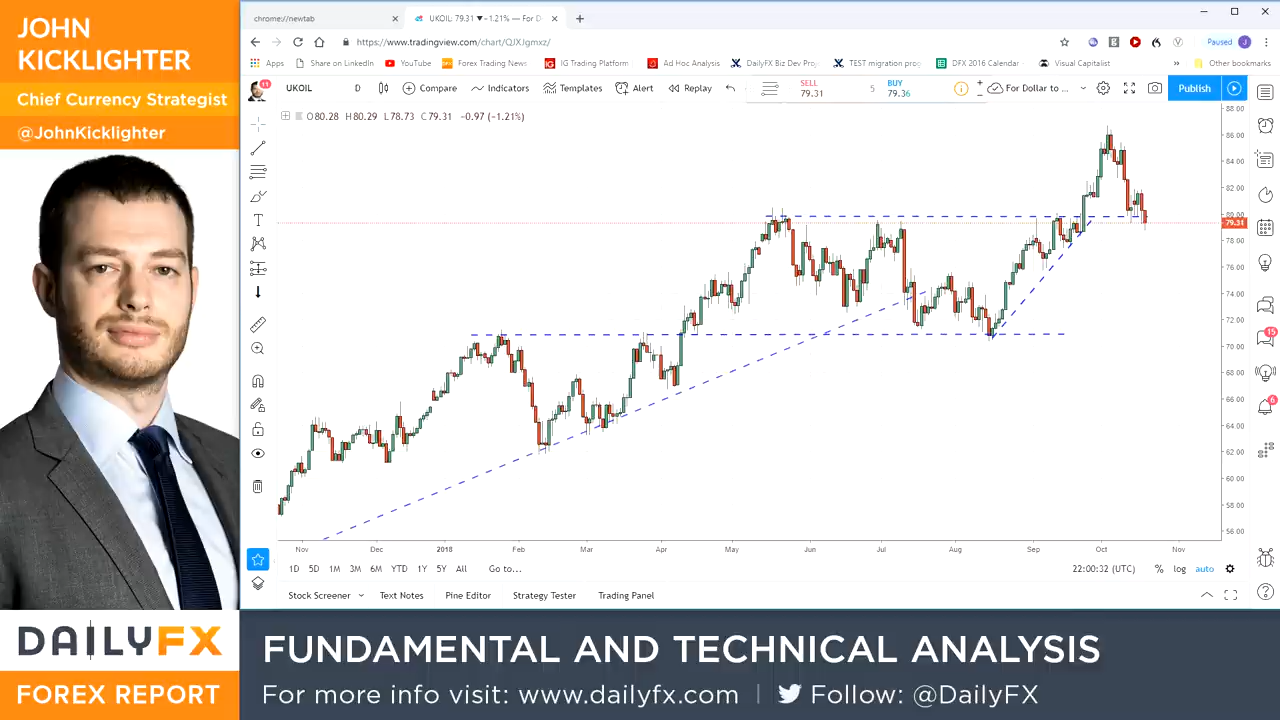 JOHN
KICKLIGHTER
Chief Currency Strategist
@JohnKicklighter
chrome://newtab
UKOIL: 79.31 ▼ -1.21% — For D
https://www.tradingview.com/chart/QJXJgmxz/
Paused
Apps
Share on LinkedIn
YouTube
Forex Trading News
IG Trading Platform
Ad Hoc Analysis
DailyFX Biz Dev Pro
TEST migration prog
DFX 2016 Calendar
Visual Capitalist
»
Other bookmarks
11
UKOIL
D
Compare
Indicators
Templates
Alert
Replay
SELL
79.31
5
BUY
79.36
For Dollar to ...
Publish
O80.28 H80.29 L78.73 C79.31 -0.97 (-1.21%)
88.00
86.00
84.00
82.00
80.00
79.31
78.00
76.00
74.00
72.00
70.00
68.00
66.00
64.00
62.00
60.00
58.00
56.00
15
6
Nov
Dec
2018
Feb
Mar
Apr
May
Jun
Jul
Aug
Sep
Oct
Nov
1D 5D 1M 3M 6M YTD 1Y 5Y All Go to...
22:00:32 (UTC) % log auto
Stock Screener Text Notes Pine Editor Strategy Tester Trading Panel
DAILYFX
FOREX REPORT
FUNDAMENTAL AND TECHNICAL ANALYSIS
For more info visit: www.dailyfx.com | Follow: @DailyFX